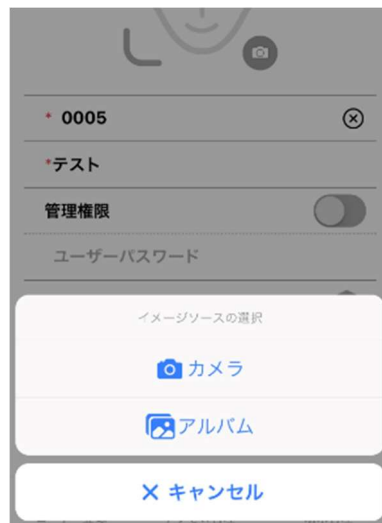 * 0005
*テスト
管理権限
ユーザーパスワード
イメージソースの選択
カメラ
アルバム
キャンセル